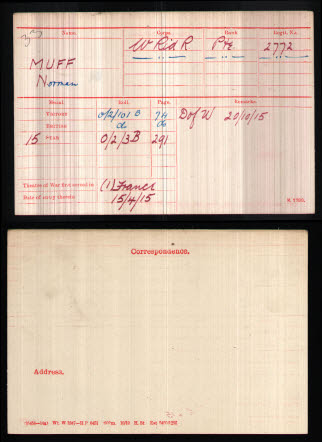 Name. Corps. Rank Regtl. No.
MUFF W Rid R Pte 2772
Norman " " " "
Medal. Roll. Page. Remarks.
VICTORY O/2/101 B 74 D of W 20/10/15
BRITISH do do
15 STAR O/2/3B 291
Theatre of War first served in (1) France
Date of entry therein 15/4/15
K. 1380.
Correspondence.
Address.